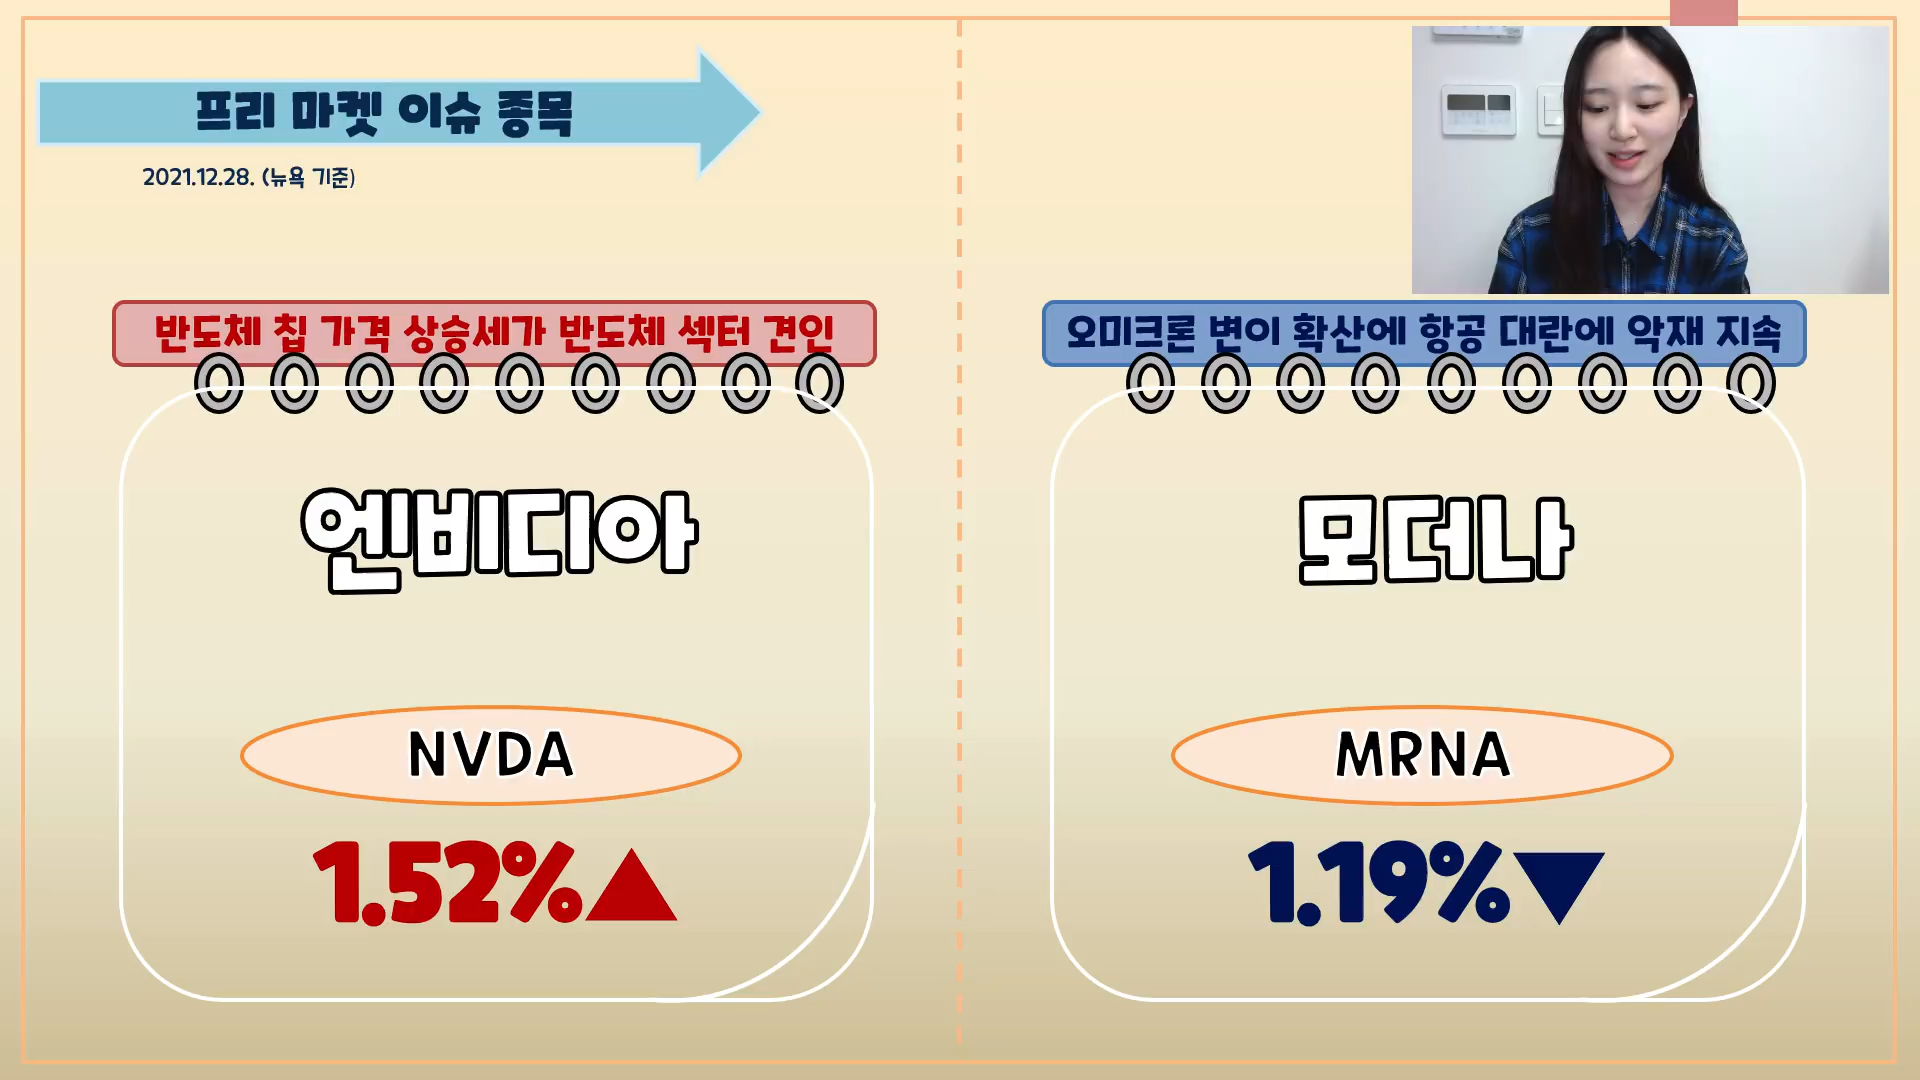 프리 마켓 이슈 종목
2021.12.28. (뉴욕 기준)
반도체 칩 가격 상승세가 반도체 섹터 견인
엔비디아
NVDA
1.52%▲
오미크론 변이 확산에 항공 대란에 악재 지속
모더나
MRNA
1.19%▼